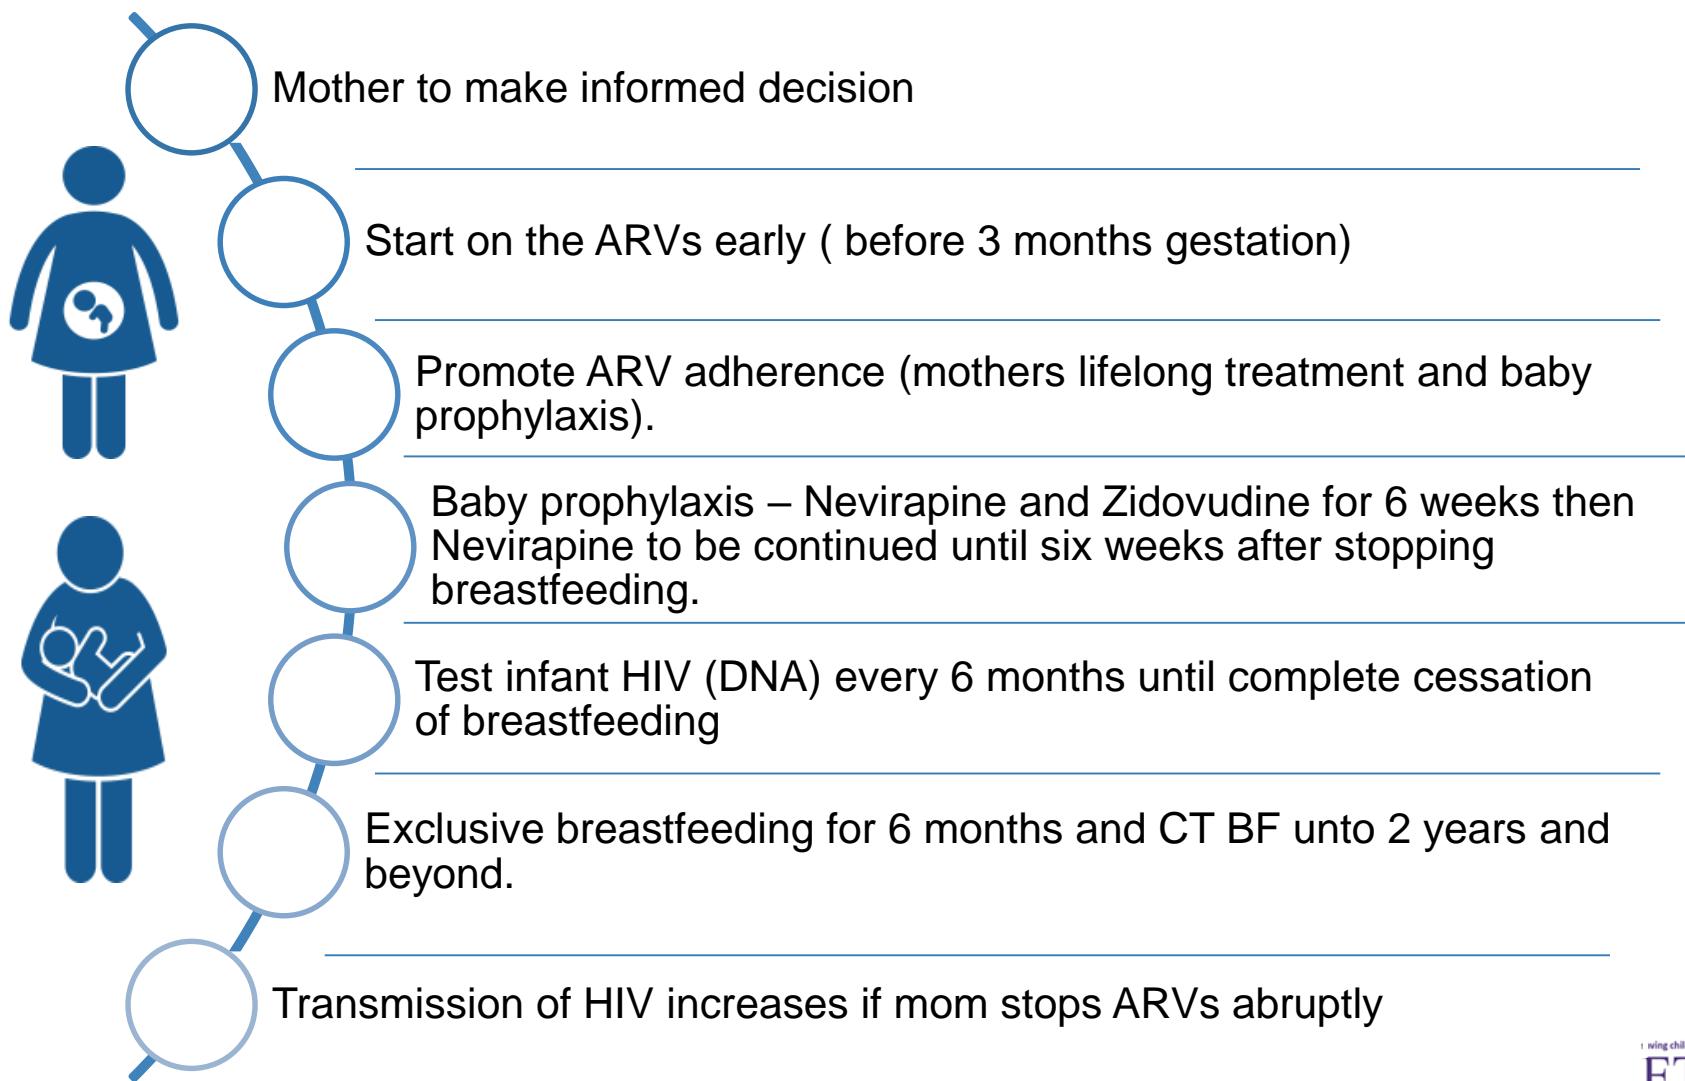 Mother to make informed decision
Start on the ARVs early ( before 3 months gestation)
Promote ARV adherence (mothers lifelong treatment and baby
prophylaxis).
Baby prophylaxis – Nevirapine and Zidovudine for 6 weeks then
Nevirapine to be continued until six weeks after stopping
breastfeeding.
Test infant HIV (DNA) every 6 months until complete cessation
of breastfeeding
Exclusive breastfeeding for 6 months and CT BF unto 2 years and
beyond.
Transmission of HIV increases if mom stops ARVs abruptly